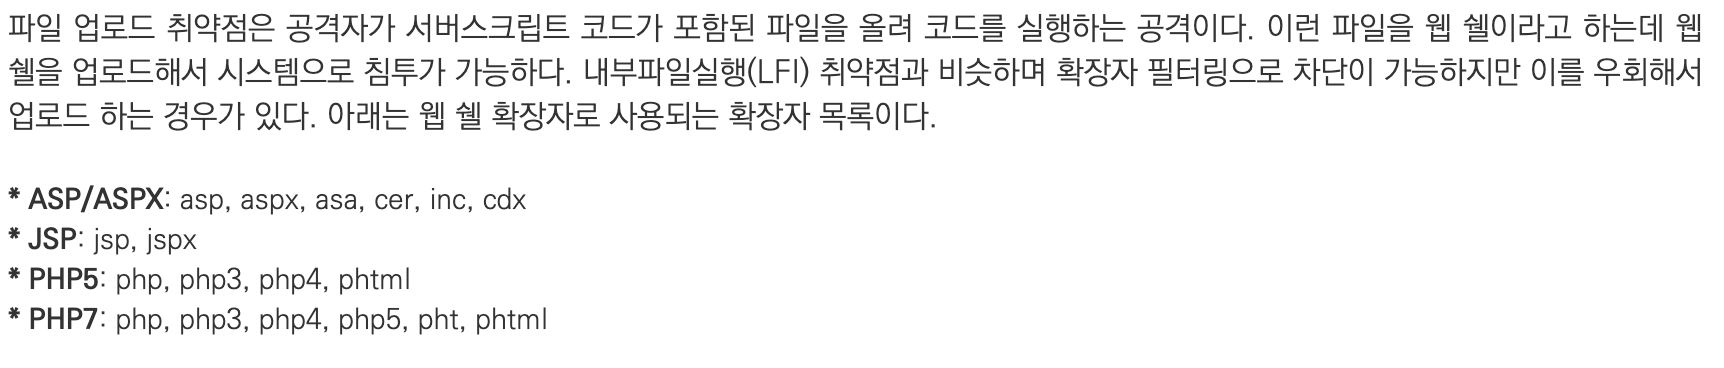 파일 업로드 취약점은 공격자가 서버스크립트 코드가 포함된 파일을 올려 코드를 실행하는 공격이다. 이런 파일을 웹 쉘이라고 하는데 웹
쉘을 업로드해서 시스템으로 침투가 가능하다. 내부파일실행(LFI) 취약점과 비슷하며 확장자 필터링으로 차단이 가능하지만 이를 우회해서
업로드 하는 경우가 있다. 아래는 웹 쉘 확장자로 사용되는 확장자 목록이다.
* ASP/ASPX: asp, aspx, asa, cer, inc, cdx
* JSP: jsp, jspx
* PHP5: php, php3, php4, phtml
* PHP7: php, php3, php4, php5, pht, phtml